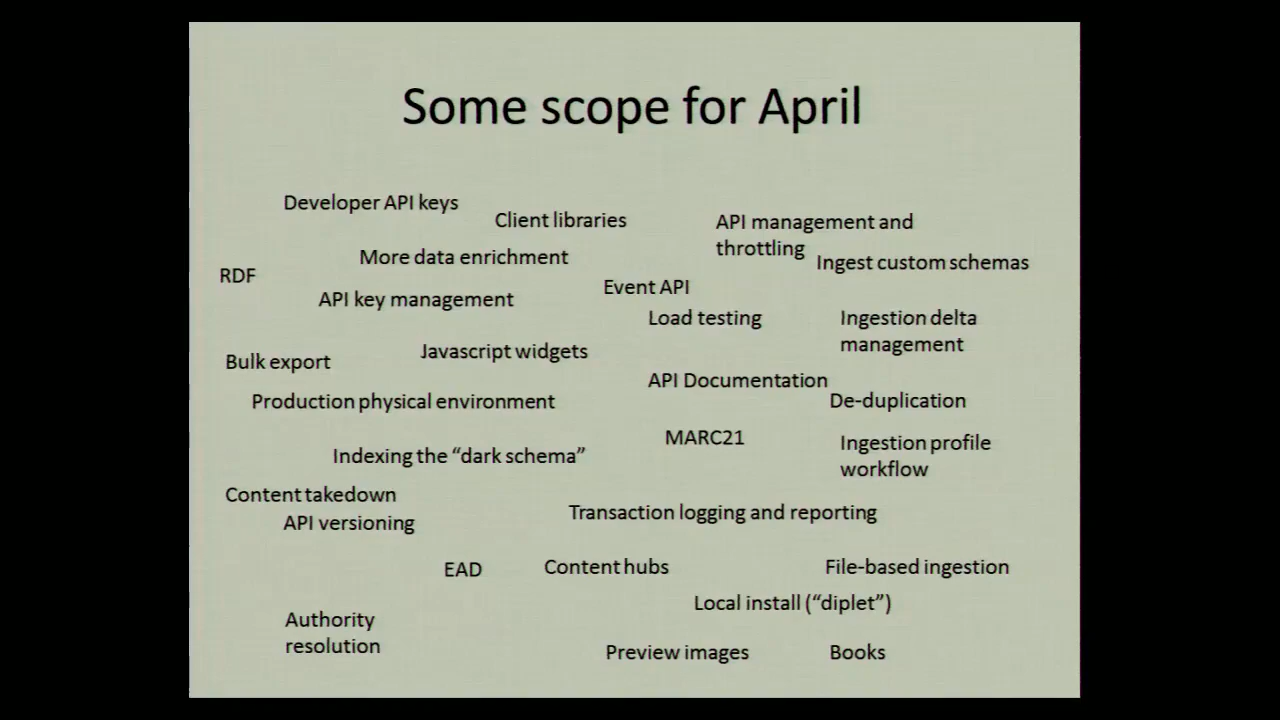 Some scope for April
Developer API keys
Client libraries
API management and
throttling
More data enrichment
Ingest custom schemas
RDF
Event API
API key management
Load testing
Ingestion delta
management
Javascript widgets
Bulk export
API Documentation
Production physical environment
De-duplication
MARC21
Ingestion profile
workflow
Indexing the “dark schema”
Content takedown
API versioning
Transaction logging and reporting
EAD
Content hubs
File-based ingestion
Local install (“diplet”)
Authority
resolution
Preview images
Books